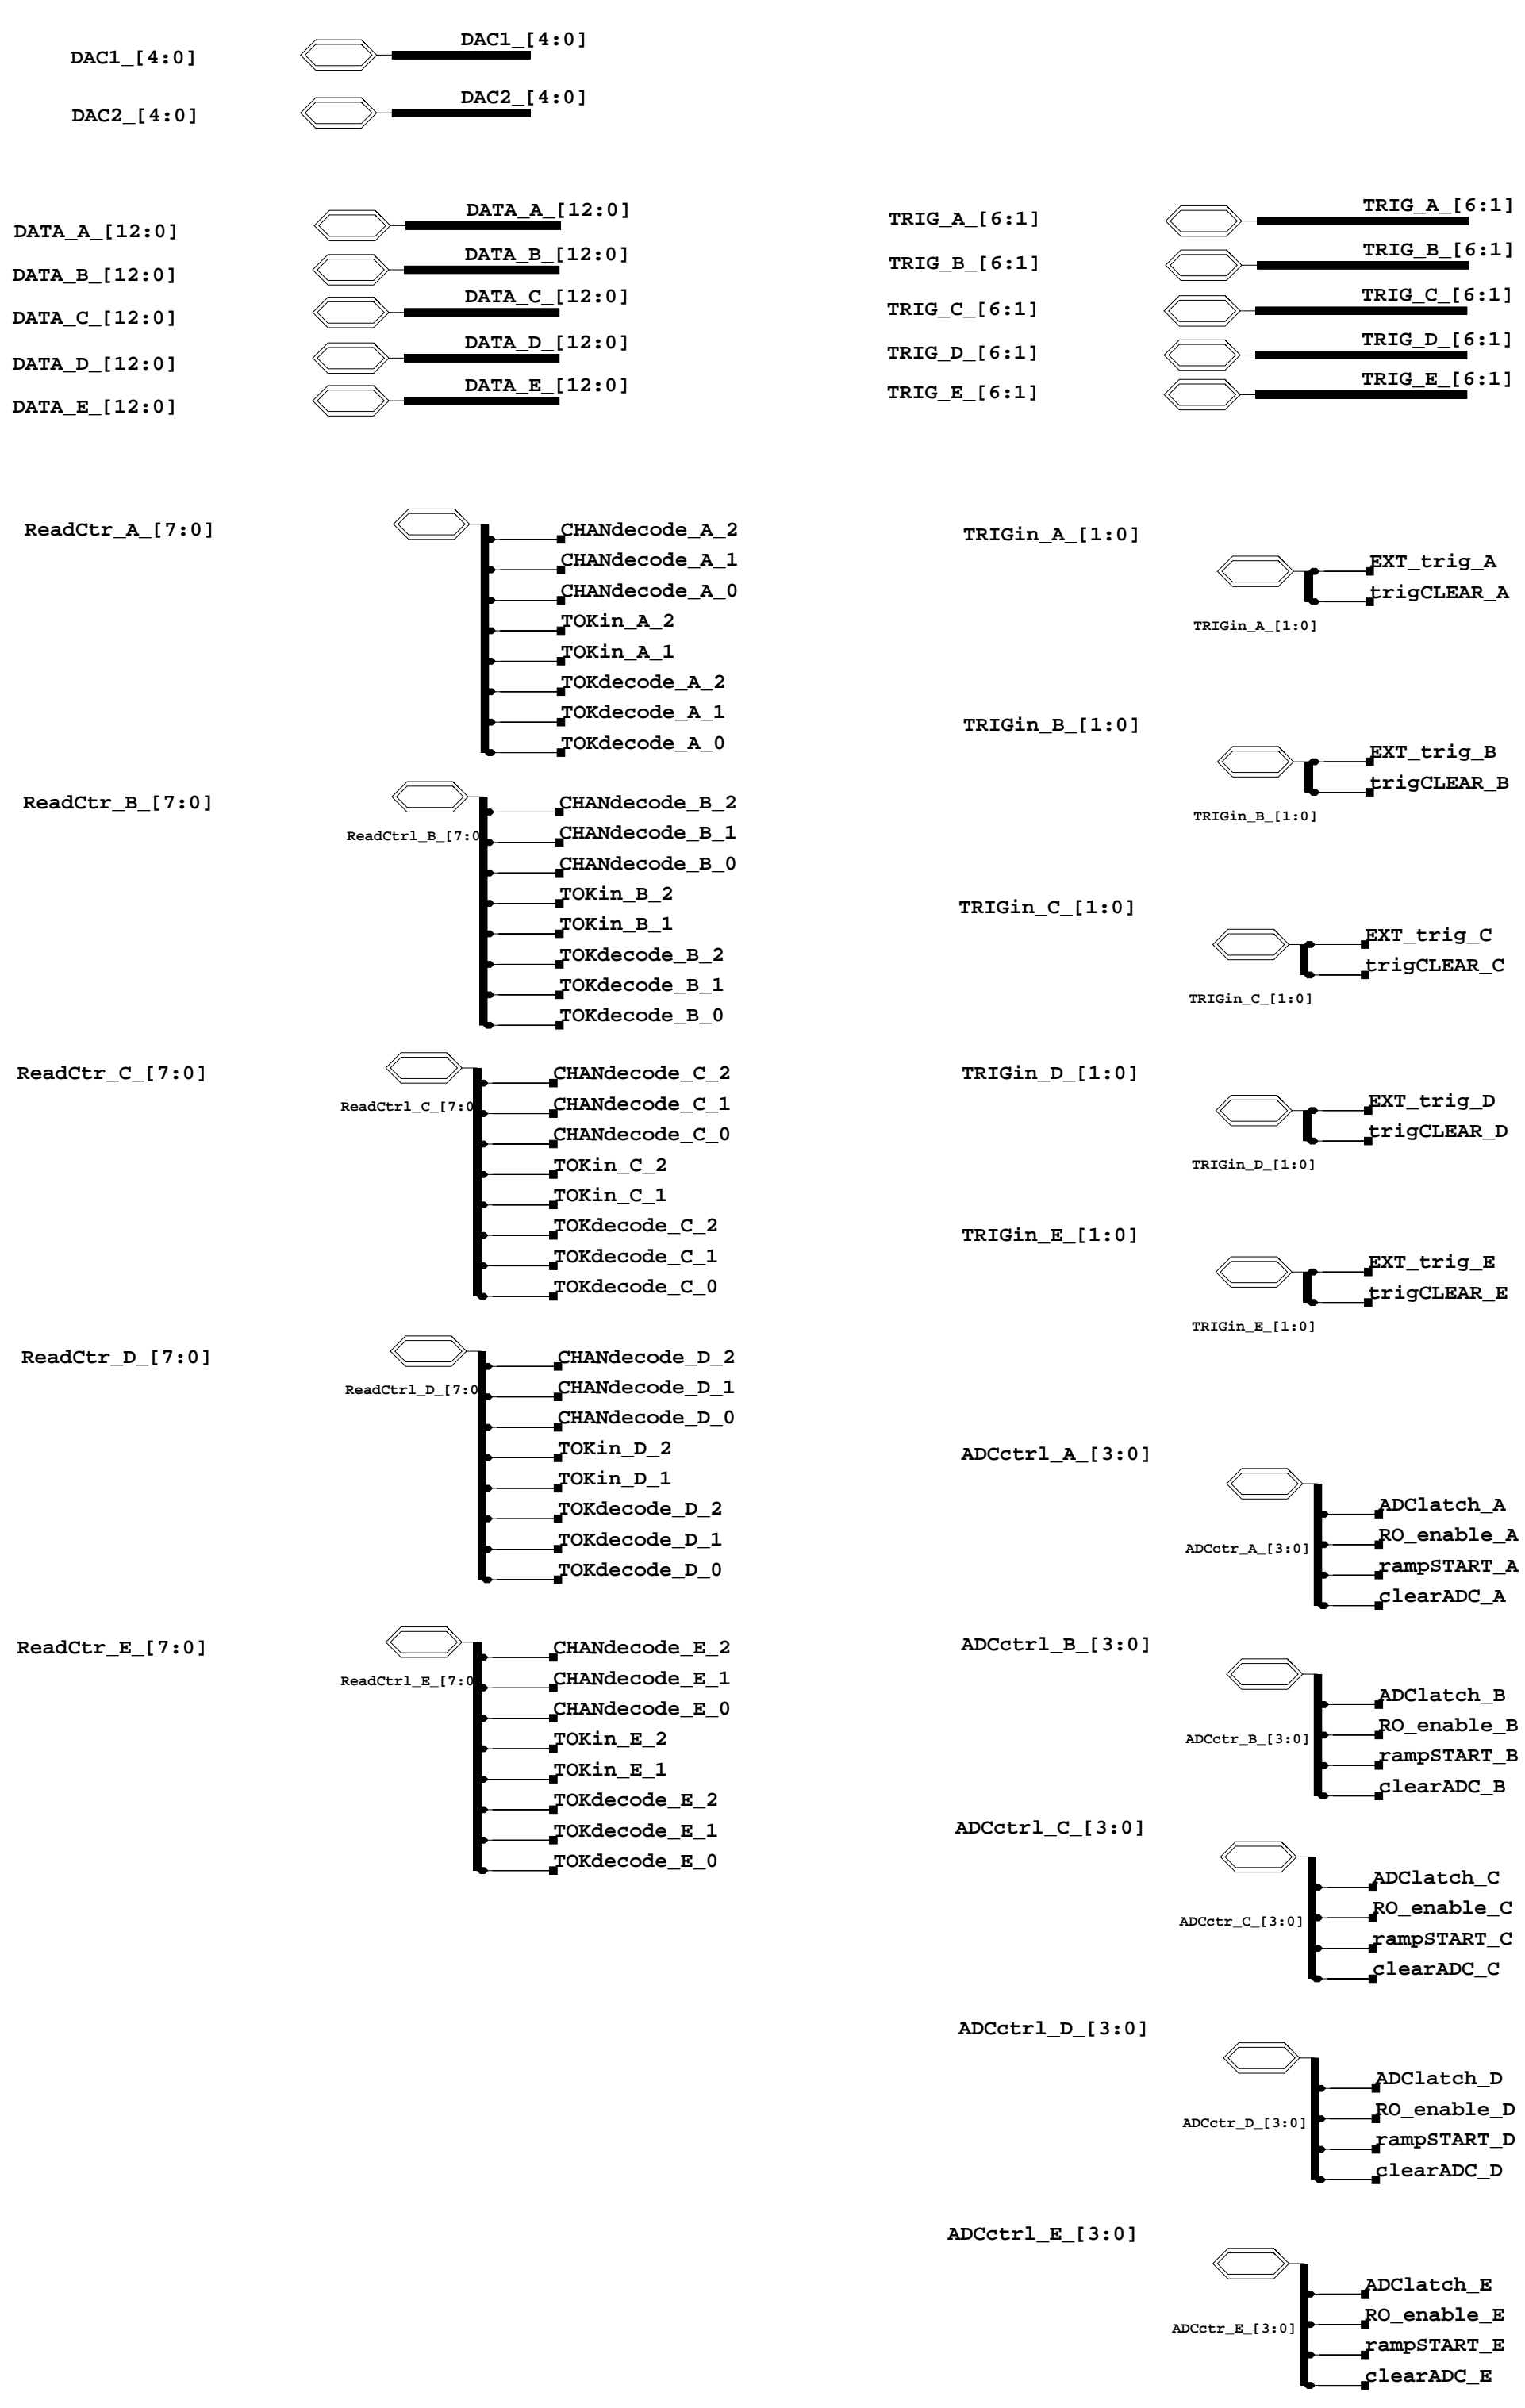 DAC1_[4:0]
DAC1_[4:0]
DAC2_[4:0]
DAC2_[4:0]
DATA_A_[12:0]
DATA_A_[12:0]
DATA_B_[12:0]
DATA_B_[12:0]
DATA_C_[12:0]
DATA_C_[12:0]
DATA_D_[12:0]
DATA_D_[12:0]
DATA_E_[12:0]
DATA_E_[12:0]
TRIG_A_[6:1]
TRIG_A_[6:1]
TRIG_B_[6:1]
TRIG_B_[6:1]
TRIG_C_[6:1]
TRIG_C_[6:1]
TRIG_D_[6:1]
TRIG_D_[6:1]
TRIG_E_[6:1]
TRIG_E_[6:1]
ReadCtr_A_[7:0]
CHANdecode_A_2
CHANdecode_A_1
CHANdecode_A_0
TOKin_A_2
TOKin_A_1
TOKdecode_A_2
TOKdecode_A_1
TOKdecode_A_0
ReadCtr_B_[7:0]
ReadCtrl_B_[7:0
CHANdecode_B_2
CHANdecode_B_1
CHANdecode_B_0
TOKin_B_2
TOKin_B_1
TOKdecode_B_2
TOKdecode_B_1
TOKdecode_B_0
ReadCtr_C_[7:0]
ReadCtrl_C_[7:0
CHANdecode_C_2
CHANdecode_C_1
CHANdecode_C_0
TOKin_C_2
TOKin_C_1
TOKdecode_C_2
TOKdecode_C_1
TOKdecode_C_0
ReadCtr_D_[7:0]
ReadCtrl_D_[7:0
CHANdecode_D_2
CHANdecode_D_1
CHANdecode_D_0
TOKin_D_2
TOKin_D_1
TOKdecode_D_2
TOKdecode_D_1
TOKdecode_D_0
ReadCtr_E_[7:0]
ReadCtrl_E_[7:0
CHANdecode_E_2
CHANdecode_E_1
CHANdecode_E_0
TOKin_E_2
TOKin_E_1
TOKdecode_E_2
TOKdecode_E_1
TOKdecode_E_0
TRIGin_A_[1:0]
EXT_trig_A
trigCLEAR_A
TRIGin_A_[1:0]
TRIGin_B_[1:0]
EXT_trig_B
trigCLEAR_B
TRIGin_B_[1:0]
TRIGin_C_[1:0]
EXT_trig_C
trigCLEAR_C
TRIGin_C_[1:0]
TRIGin_D_[1:0]
EXT_trig_D
trigCLEAR_D
TRIGin_D_[1:0]
TRIGin_E_[1:0]
EXT_trig_E
trigCLEAR_E
TRIGin_E_[1:0]
ADCctrl_A_[3:0]
ADClatch_A
RO_enable_A
ADCctr_A_[3:0]
rampSTART_A
clearADC_A
ADCctrl_B_[3:0]
ADClatch_B
RO_enable_B
ADCctr_B_[3:0]
rampSTART_B
clearADC_B
ADCctrl_C_[3:0]
ADClatch_C
RO_enable_C
ADCctr_C_[3:0]
rampSTART_C
clearADC_C
ADCctrl_D_[3:0]
ADClatch_D
RO_enable_D
ADCctr_D_[3:0]
rampSTART_D
clearADC_D
ADCctrl_E_[3:0]
ADClatch_E
RO_enable_E
ADCctr_E_[3:0]
rampSTART_E
clearADC_E